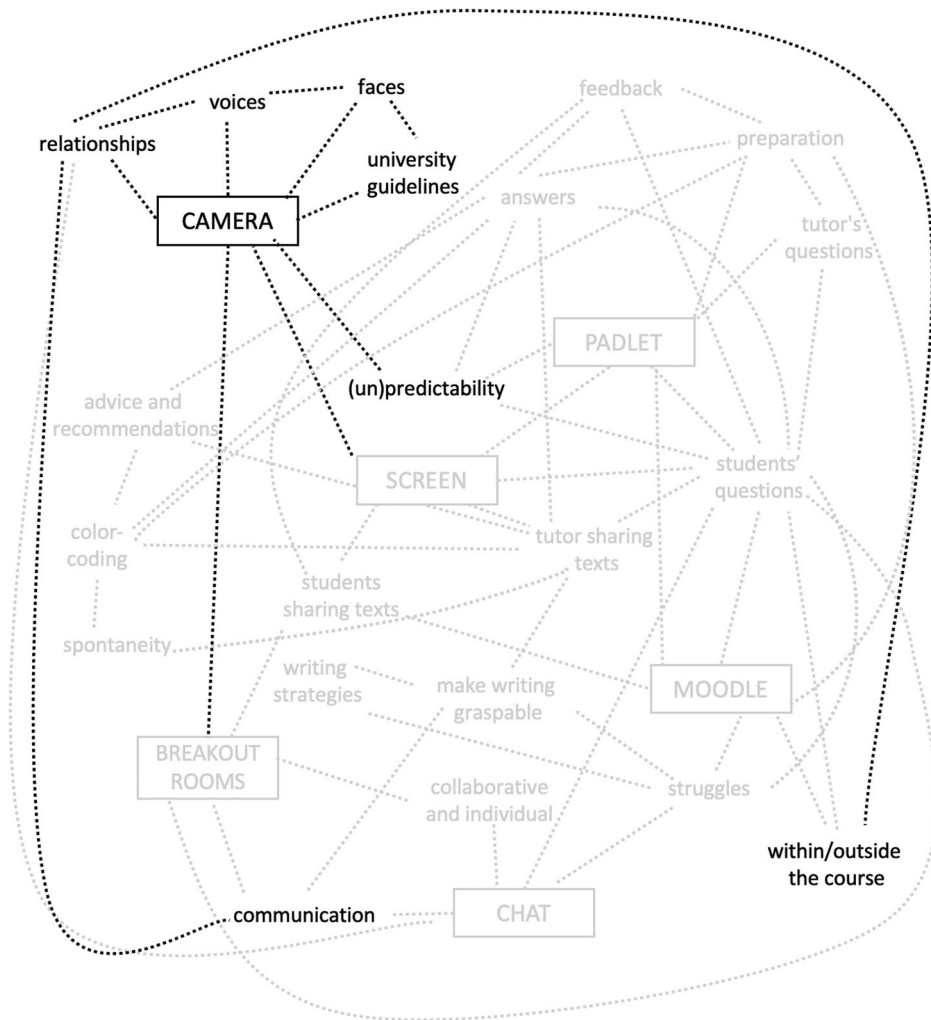 faces
feedback
voices
relationships
preparation
university
guidelines
answers
CAMERA
tutor's
questions
PADLET
(un)predictability
advice and
recommendations
SCREEN
students'
questions
color-
coding
tutor sharing
texts
students
sharing texts
spontaneity
writing
strategies
make writing
graspable
MOODLE
BREAKOUT
ROOMS
collaborative
and individual
struggles
within/outside
the course
communication
CHAT